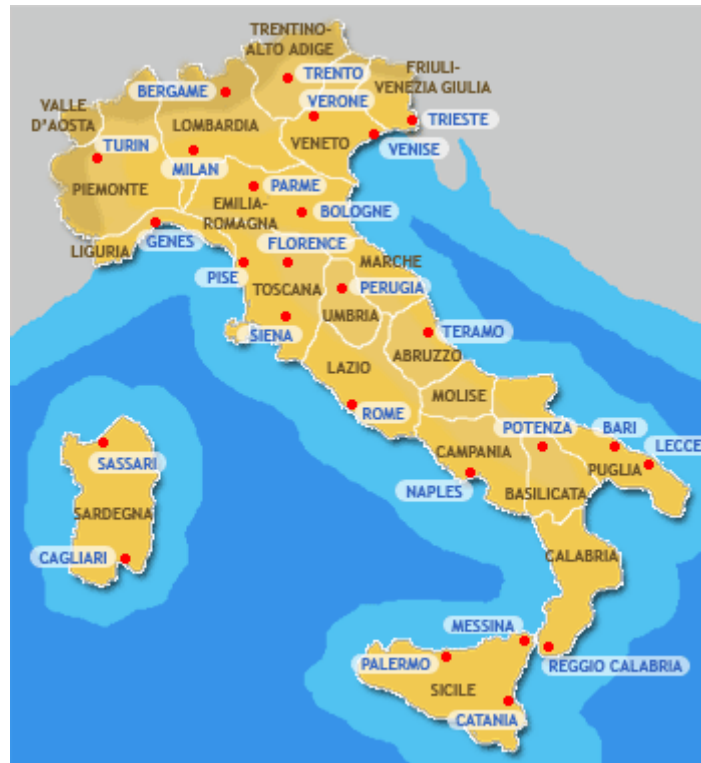 TRENTINO-
ALTO ADIGE
TRENTO
FRIULI-
VENEZIA GIULIA
BERGAME
VERONE
VALLE
D'AOSTA
LOMBARDIA
TRIESTE
TURIN
VENETO
VENISE
MILAN
PIEMONTE
PARME
EMILIA-
ROMAGNA
BOLOGNE
LIGURIA
GENES
FLORENCE
MARCHE
PISE
TOSCANA
PERUGIA
UMBRIA
SIENA
TERAMO
ABRUZZO
LAZIO
MOLISE
ROME
POTENZA
BARI
LECCE
SASSARI
CAMPANIA
PUGLIA
NAPLES
BASILICATA
SARDEGNA
CAGLIARI
CALABRIA
MESSINA
PALERMO
REGGIO CALABRIA
SICILE
CATANIA